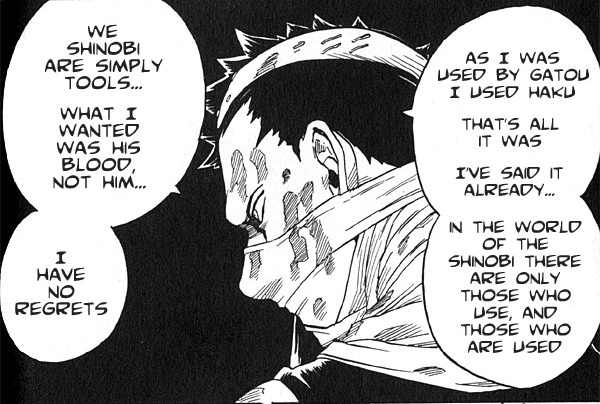 AS I WAS
USED BY GATOU
I USED HAKU
THAT'S ALL
IT WAS
I'VE SAID IT
ALREADY...
IN THE WORLD
OF THE
SHINOBI THERE
ARE ONLY
THOSE WHO
USE, AND
THOSE WHO
ARE USED
WE
SHINOBI
ARE SIMPLY
TOOLS...
WHAT I
WANTED
WAS HIS
BLOOD,
NOT HIM...
I
HAVE
NO
REGRETS